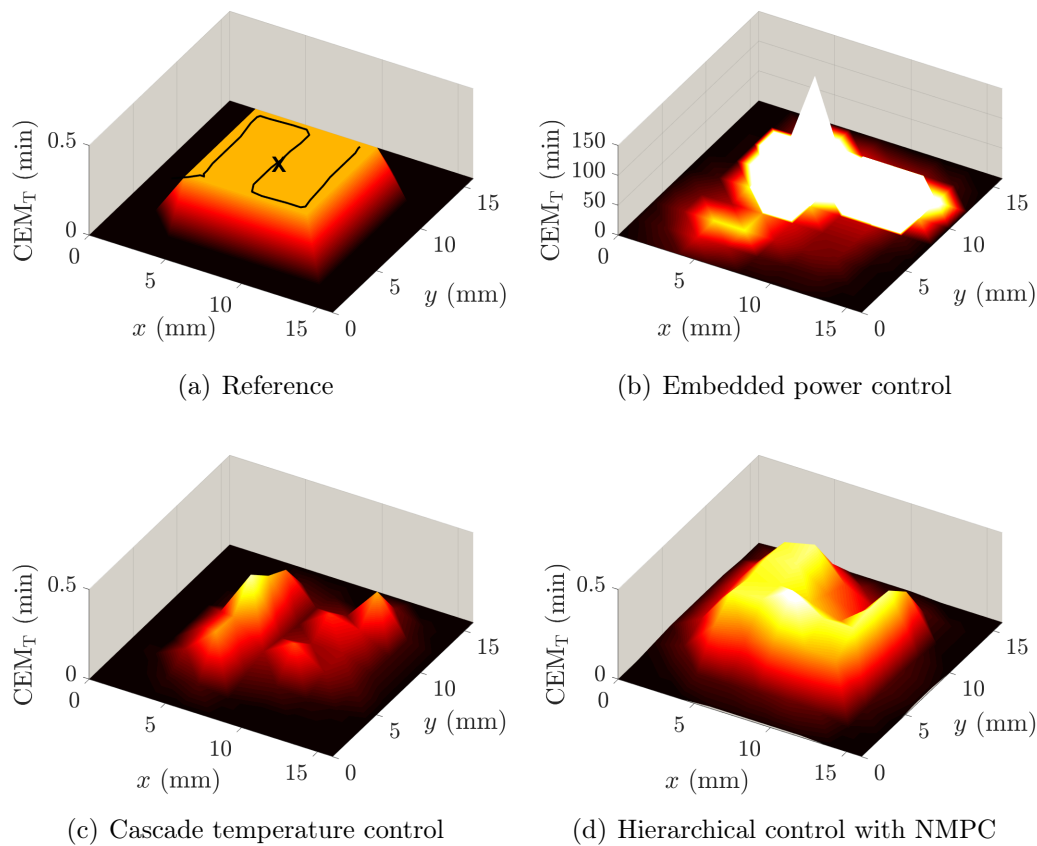 0.5
0
CEM_T (min)
0
5
10
15
x (mm)
0
5
10
15
y (mm)
X
(a) Reference
150
100
50
0
CEM_T (min)
0
5
10
15
x (mm)
0
5
10
15
y (mm)
(b) Embedded power control
0.5
0
CEM_T (min)
0
5
10
15
x (mm)
0
5
10
15
y (mm)
(c) Cascade temperature control
0.5
0
CEM_T (min)
0
5
10
15
x (mm)
0
5
10
15
y (mm)
(d) Hierarchical control with NMPC